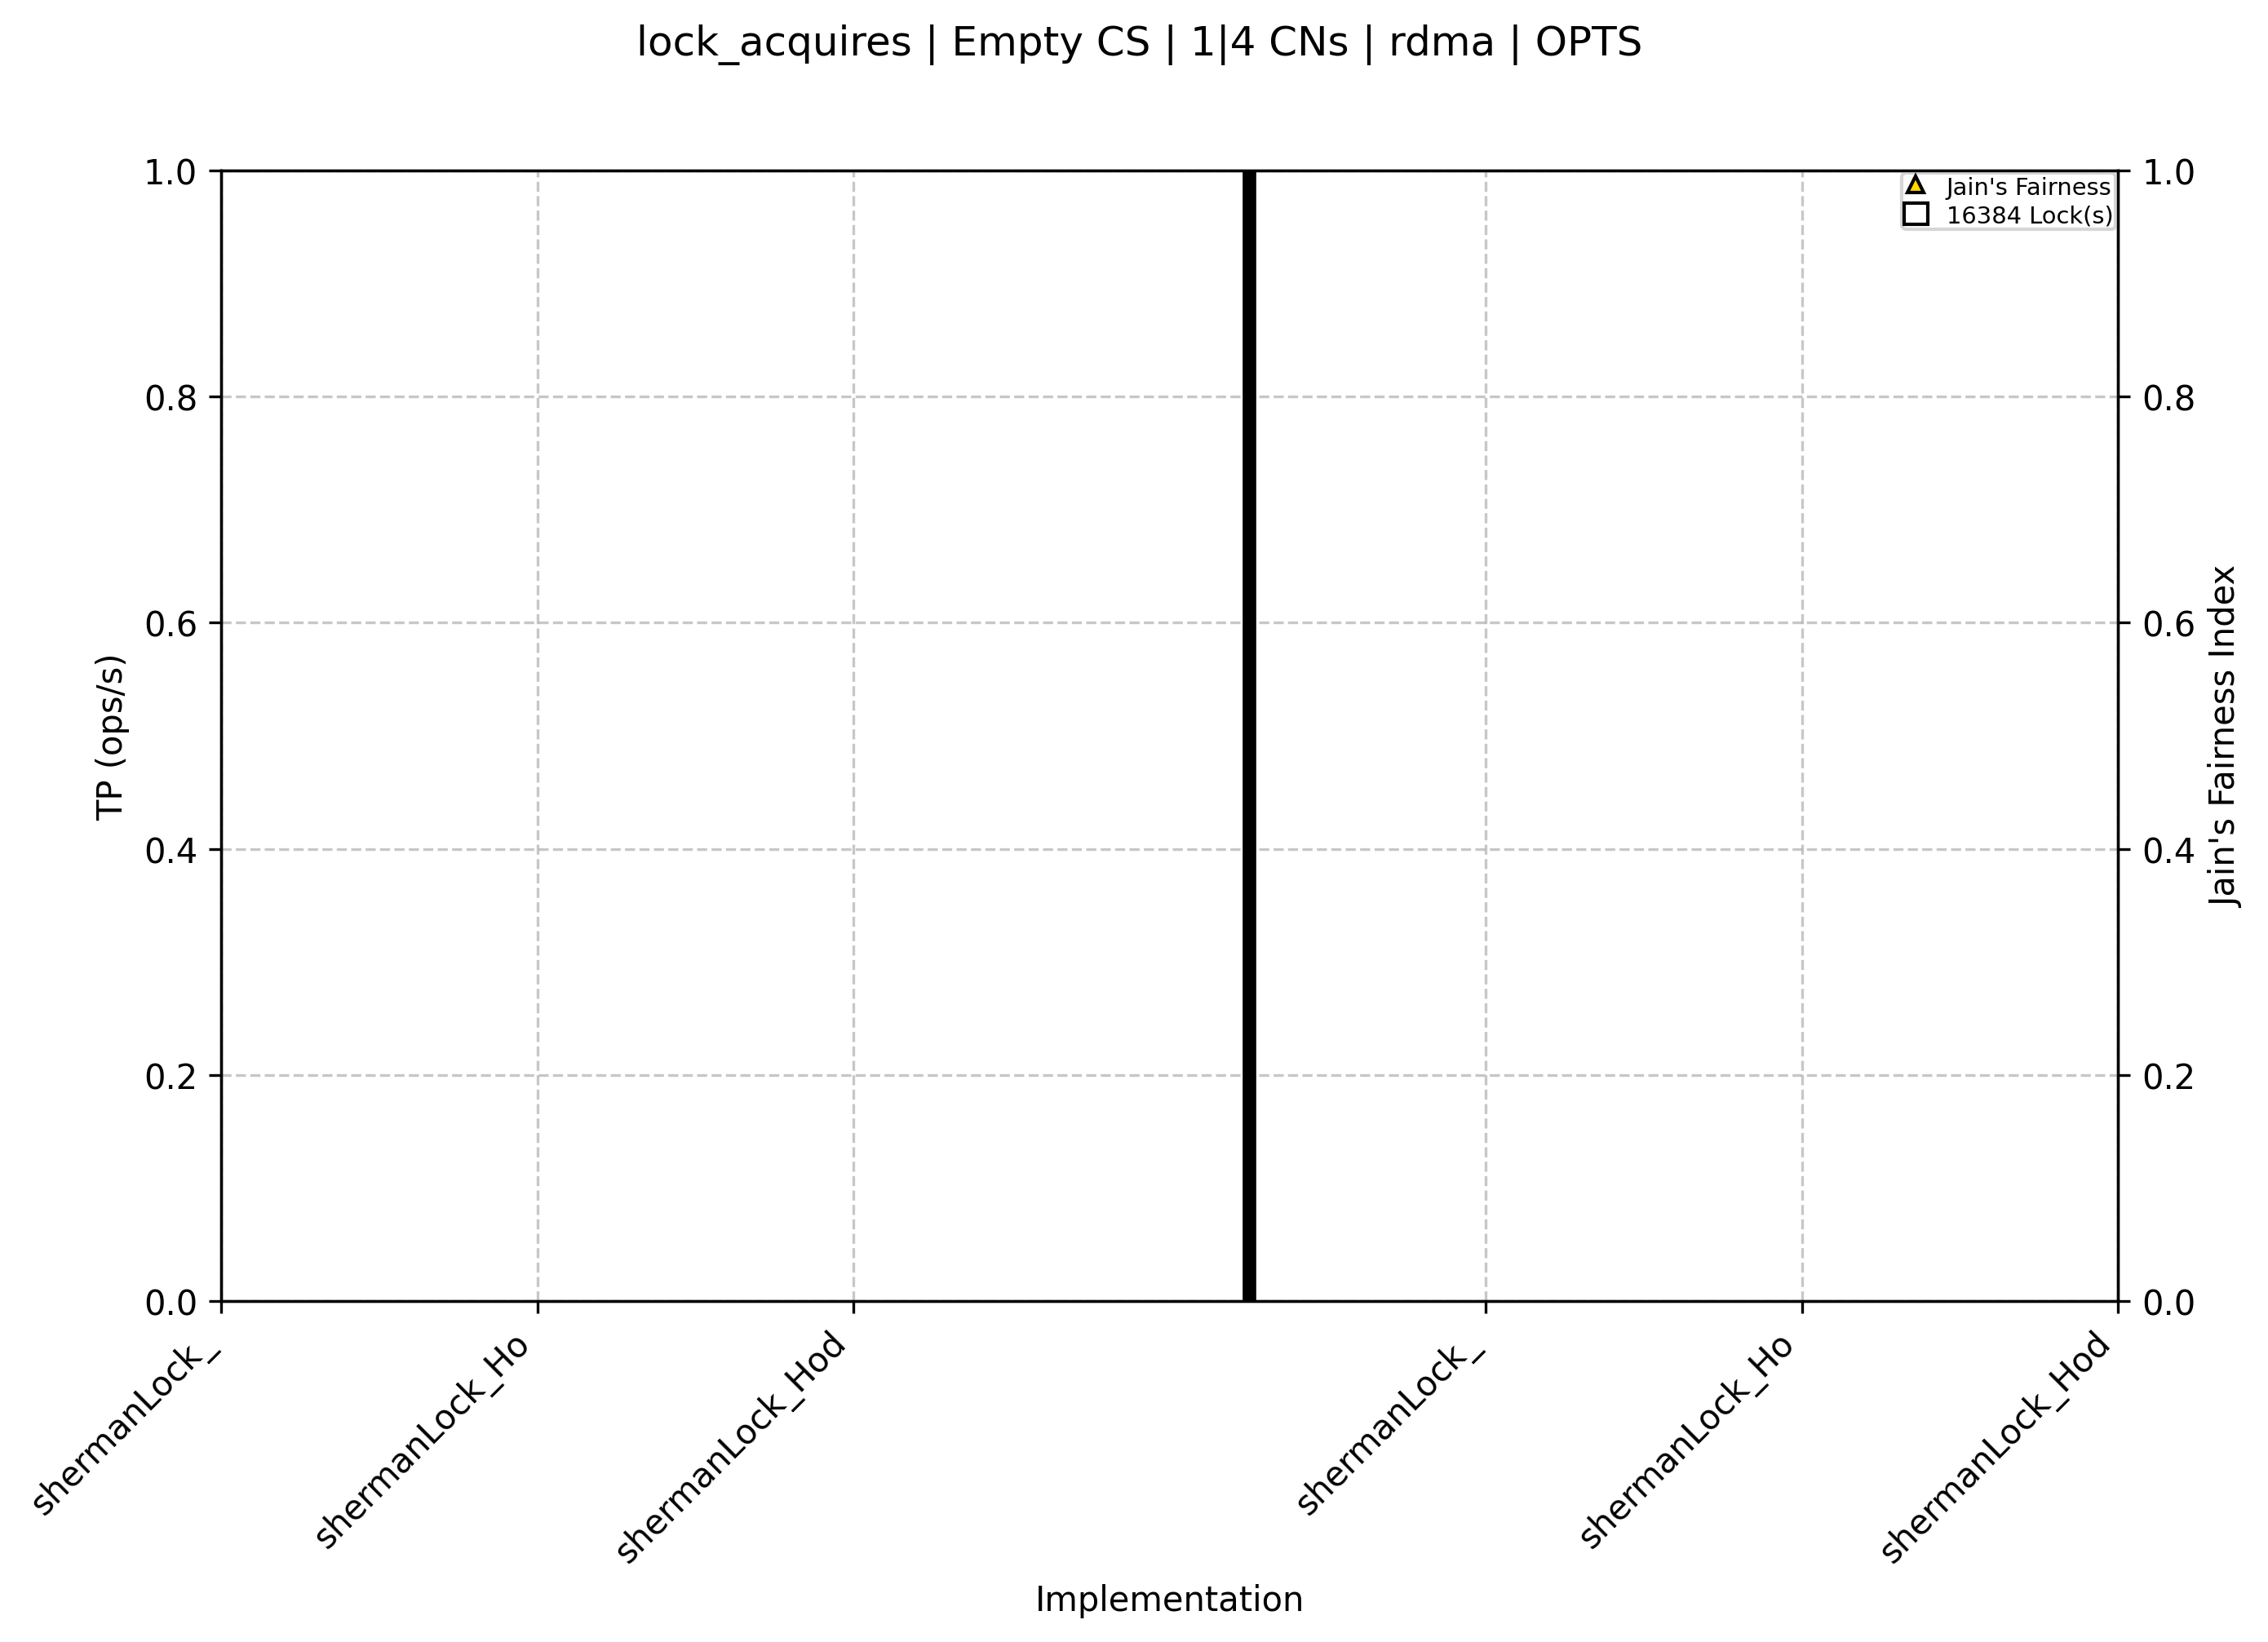 lock_acquires | Empty CS | 1|4 CNs | rdma | OPTS
Jain's Fairness
16384 Lock(s)
1.0
0.8
0.6
0.4
0.2
0.0
TP (ops/s)
1.0
0.8
0.6
0.4
0.2
0.0
Jain's Fairness Index
shermanLock_
shermanLock_Ho
shermanLock_Hod
shermanLock_
shermanLock_Ho
shermanLock_Hod
Implementation